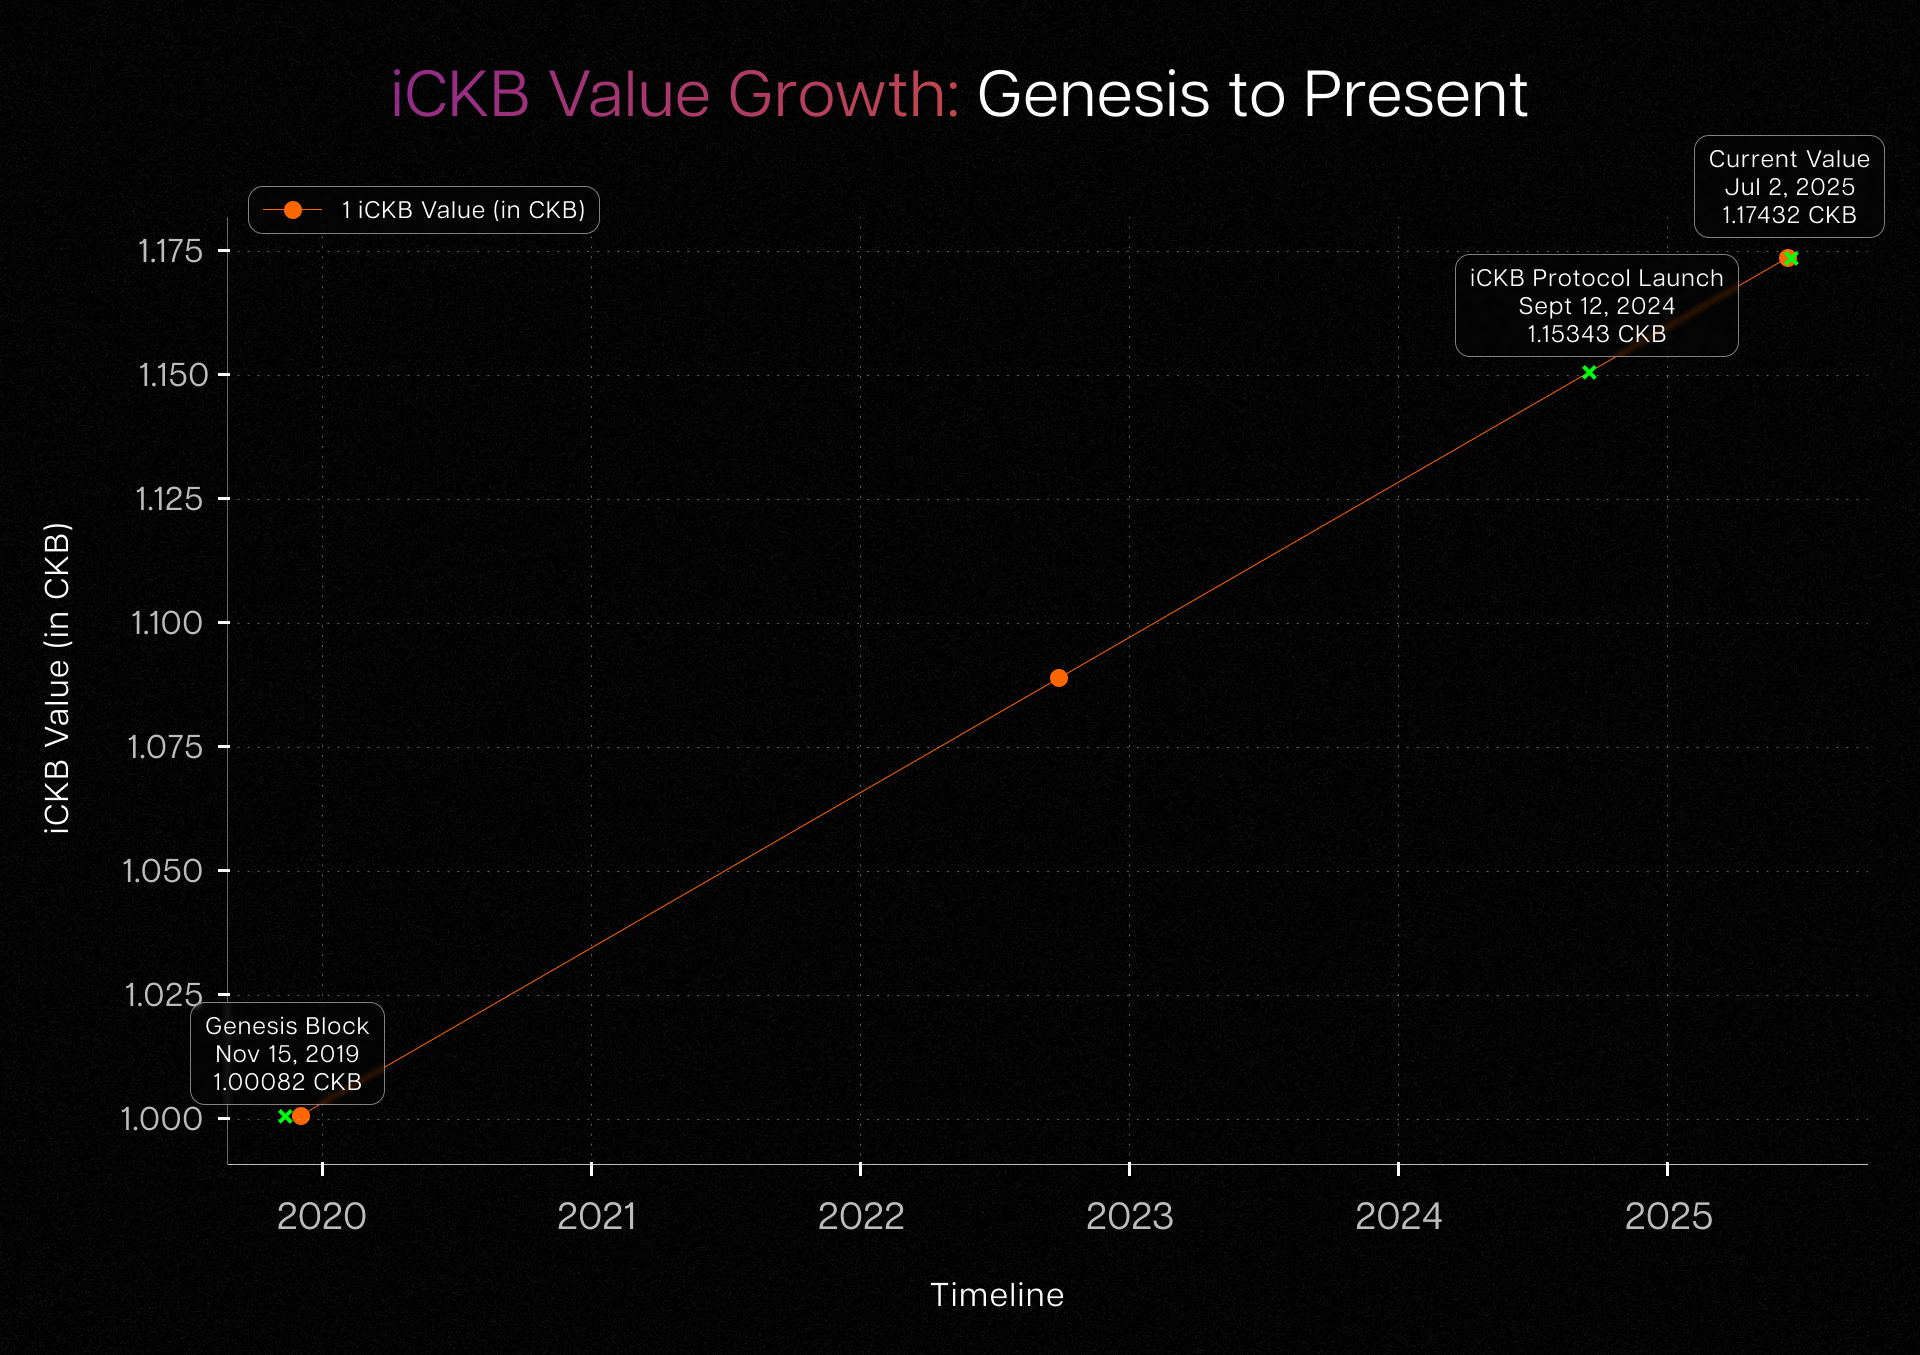 iCKB Value Growth: Genesis to Present
1 iCKB Value (in CKB)
Current Value
Jul 2, 2025
1.17432 CKB
iCKB Protocol Launch
Sept 12, 2024
1.15343 CKB
Genesis Block
Nov 15, 2019
1.00082 CKB
iCKB Value (in CKB)
1.175
1.150
1.125
1.100
1.075
1.050
1.025
1.000
2020
2021
2022
2023
2024
2025
Timeline